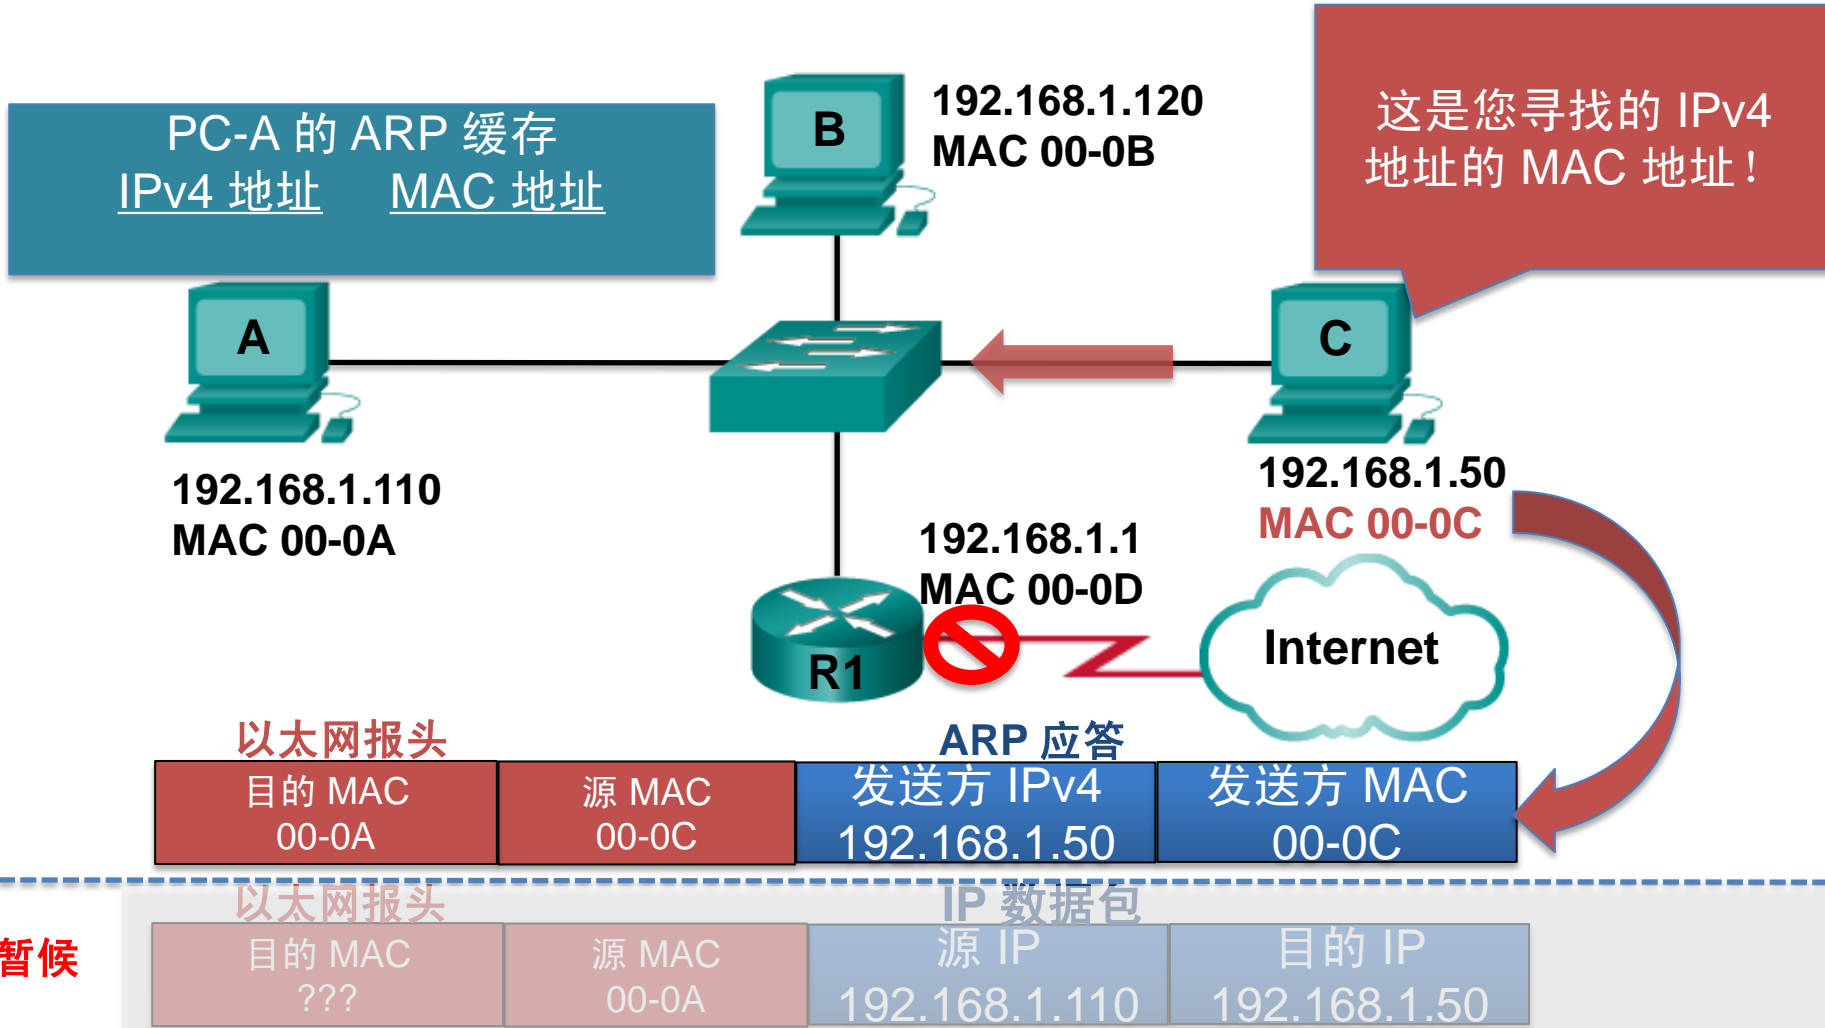 PC-A 的 ARP 缓存
IPv4 地址 MAC 地址
B
192.168.1.120
MAC 00-0B
这是您寻找的 IPv4
地址的 MAC 地址！
A
C
192.168.1.110
MAC 00-0A
192.168.1.50
MAC 00-0C
192.168.1.1
MAC 00-0D
R1
Internet
以太网报头
ARP 应答
目的 MAC
00-0A
源 MAC
00-0C
发送方 IPv4
192.168.1.50
发送方 MAC
00-0C
以太网报头
IP 数据包
暂候
目的 MAC
???
源 MAC
00-0A
源 IP
192.168.1.110
目的 IP
192.168.1.50